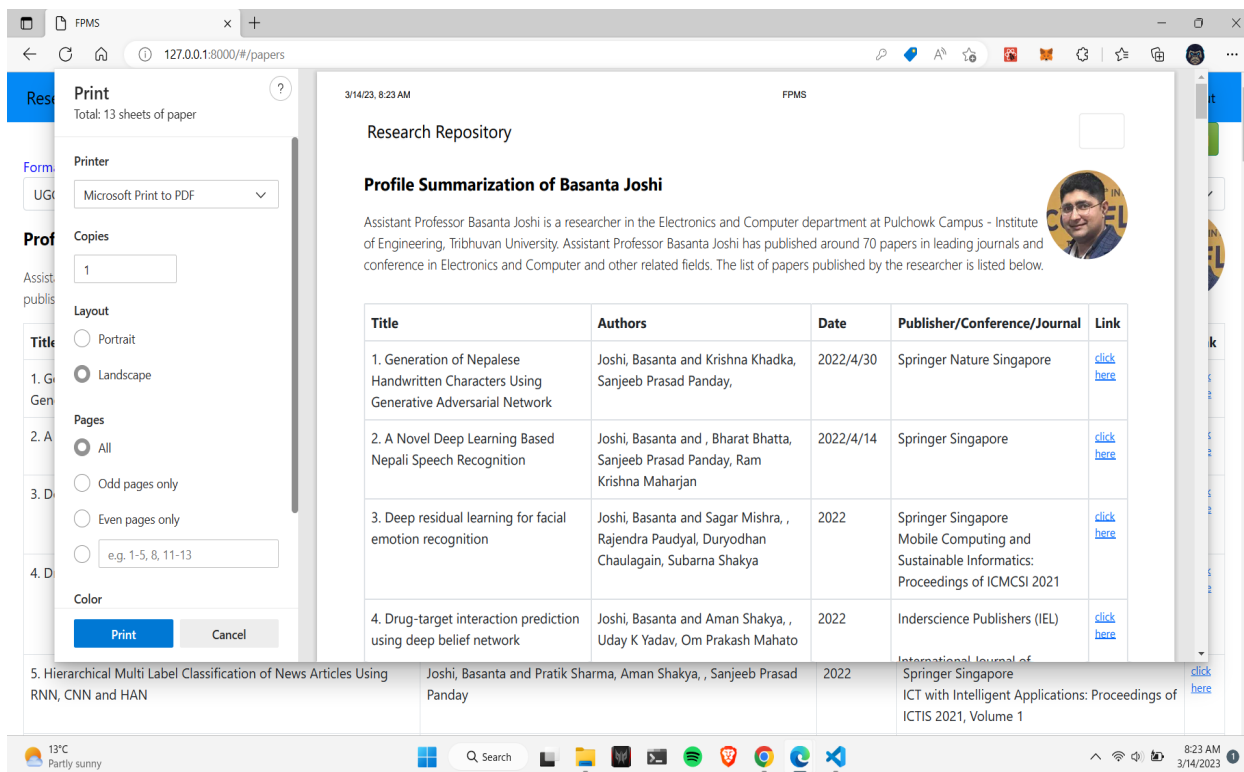 FPMS
127.0.0.1:8000/#/papers
Print
Total: 13 sheets of paper
?
Printer
Microsoft Print to PDF
Copies
1
Layout
Portrait
Landscape
Pages
All
Odd pages only
Even pages only
e.g. 1-5, 8, 11-13
Color
Print Cancel
3/14/23, 8:23 AM FPMS
Research Repository
Profile Summarization of Basanta Joshi
Assistant Professor Basanta Joshi is a researcher in the Electronics and Computer department at Pulchowk Campus - Institute
of Engineering, Tribhuvan University. Assistant Professor Basanta Joshi has published around 70 papers in leading journals and
conference in Electronics and Computer and other related fields. The list of papers published by the researcher is listed below.
Title Authors Date Publisher/Conference/Journal Link
1. Generation of Nepalese Joshi, Basanta and Krishna Khadka, 2022/4/30 Springer Nature Singapore click
Handwritten Characters Using Sanjeeb Prasad Panday, here
Generative Adversarial Network
2. A Novel Deep Learning Based Joshi, Basanta and , Bharat Bhatta, 2022/4/14 Springer Singapore click
Nepali Speech Recognition Sanjeeb Prasad Panday, Ram here
Krishna Maharjan
3. Deep residual learning for facial Joshi, Basanta and Sagar Mishra, , 2022 Springer Singapore click
emotion recognition Rajendra Paudyal, Duryodhan Mobile Computing and here
Chaulagain, Subarna Shakya Sustainable Informatics:
Proceedings of ICMCSI 2021
4. Drug-target interaction prediction Joshi, Basanta and Aman Shakya, , 2022 Inderscience Publishers (IEL) click
using deep belief network Uday K Yadav, Om Prakash Mahato here
International Journal of
5. Hierarchical Multi Label Classification of News Articles Using Joshi, Basanta and Pratik Sharma, Aman Shakya, , Sanjeeb Prasad 2022 Springer Singapore click
RNN, CNN and HAN Panday ICT with Intelligent Applications: Proceedings of here
ICTIS 2021, Volume 1
13°C
Partly sunny
Search
8:23 AM
3/14/2023
1